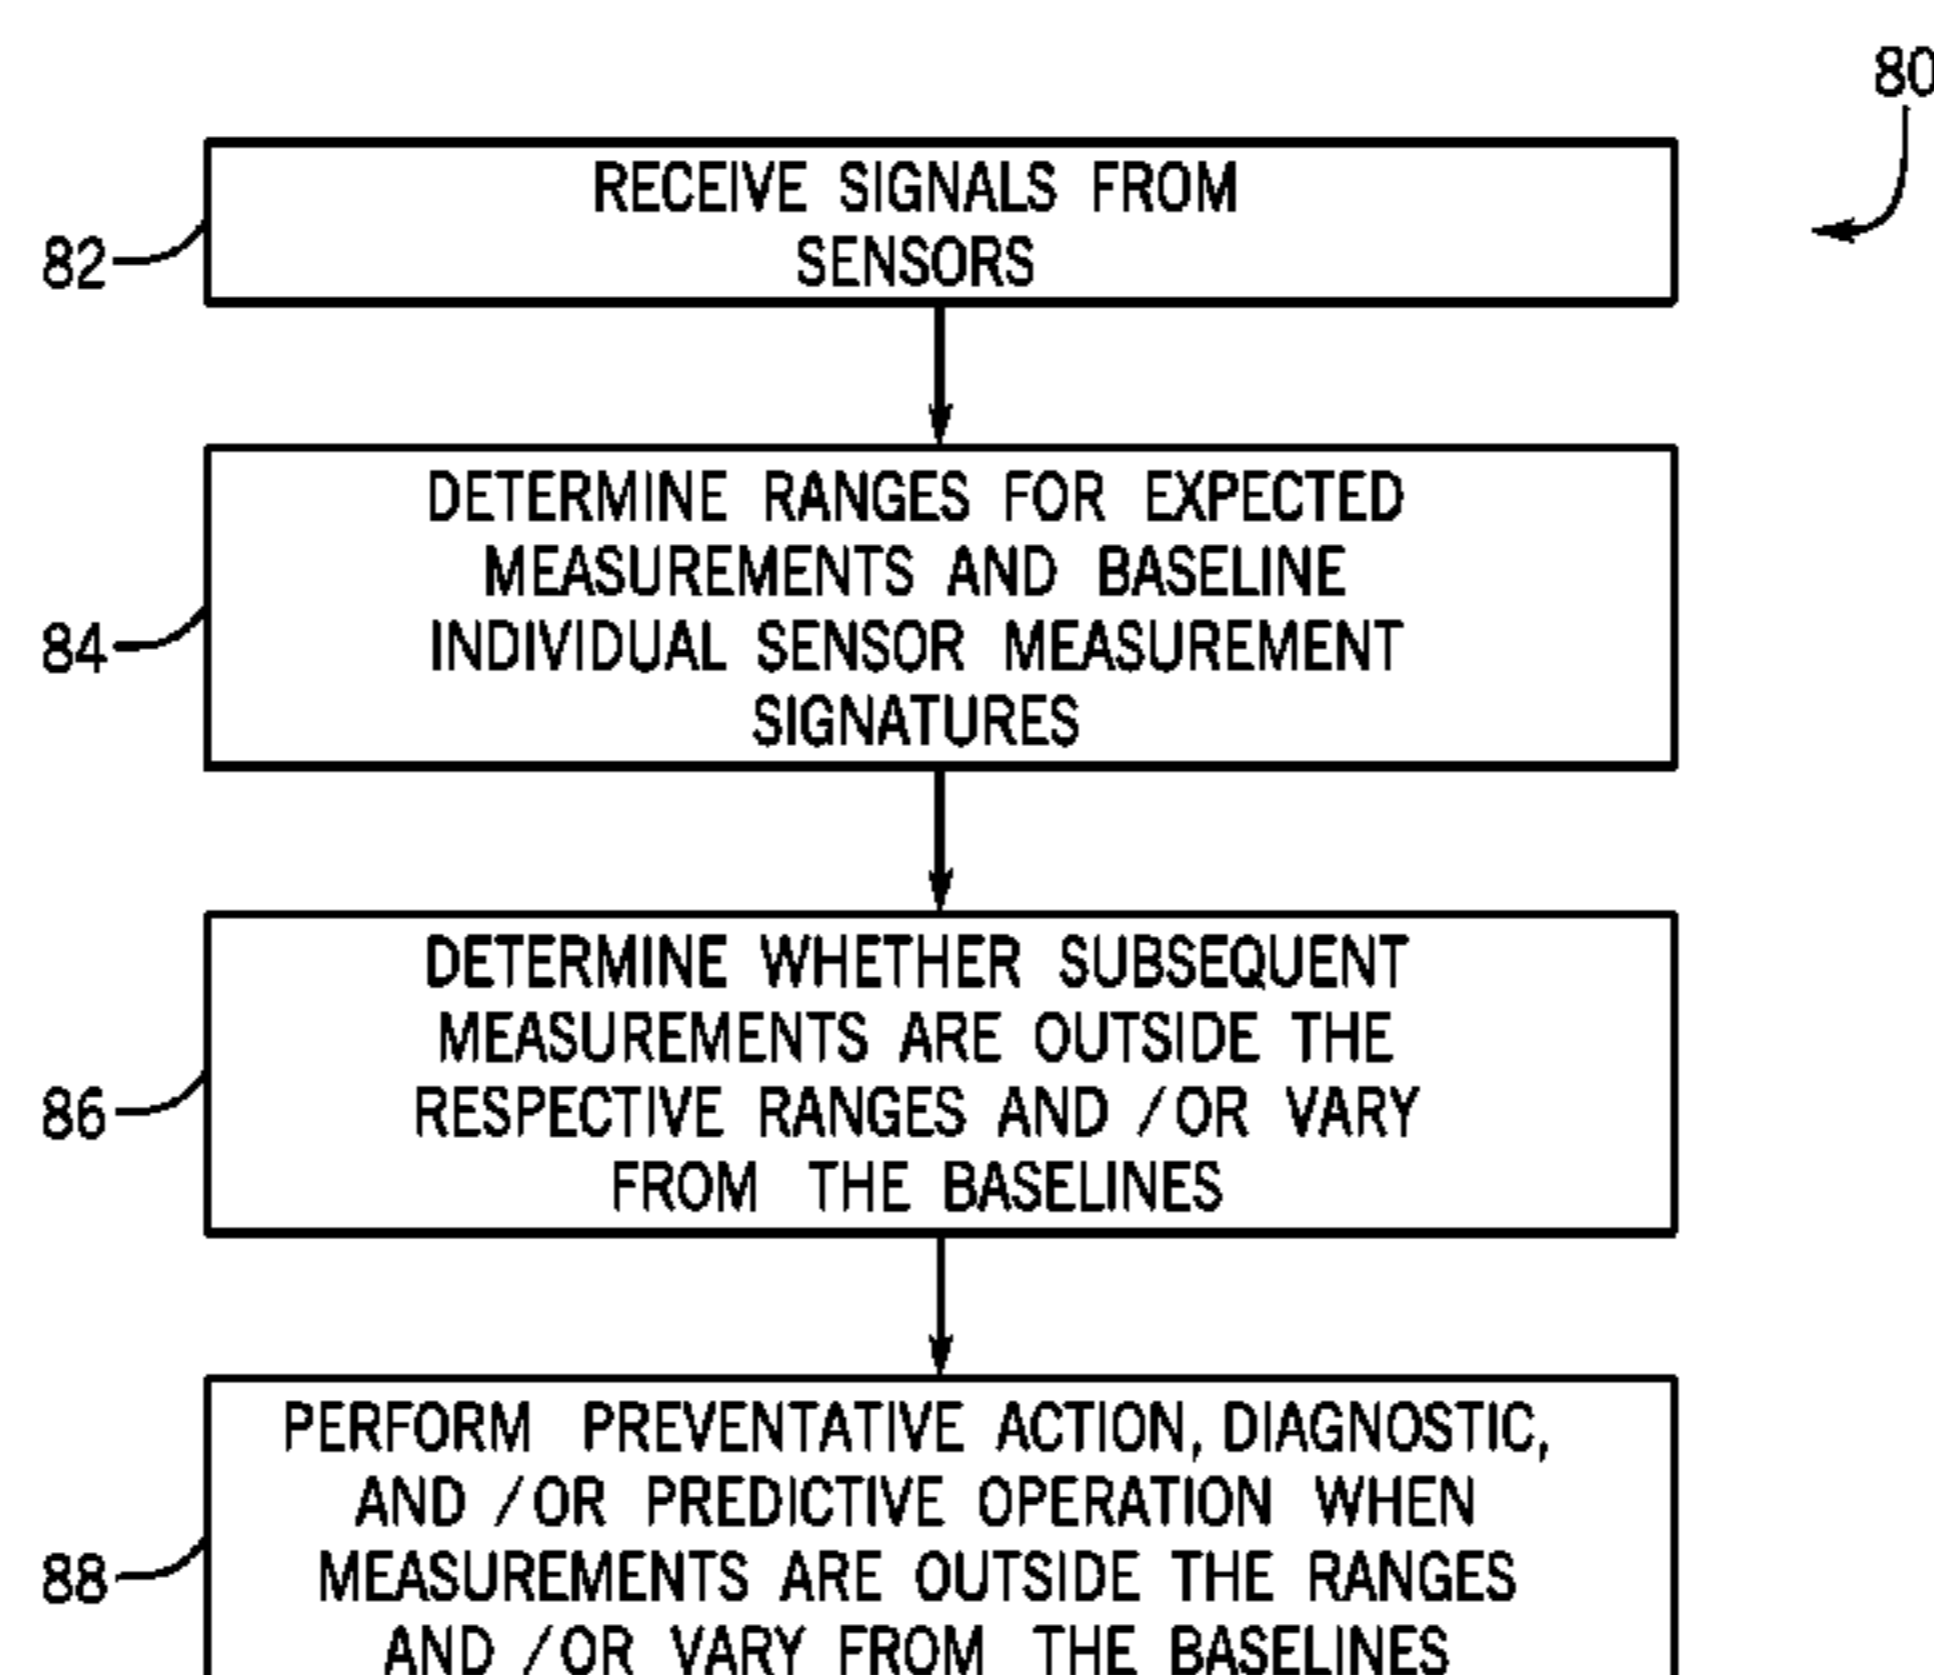 80
RECEIVE SIGNALS FROM
SENSORS
82
DETERMINE RANGES FOR EXPECTED
MEASUREMENTS AND BASELINE
INDIVIDUAL SENSOR MEASUREMENT
SIGNATURES
84
DETERMINE WHETHER SUBSEQUENT
MEASUREMENTS ARE OUTSIDE THE
RESPECTIVE RANGES AND /OR VARY
FROM THE BASELINES
86
PERFORM PREVENTATIVE ACTION, DIAGNOSTIC,
AND /OR PREDICTIVE OPERATION WHEN
MEASUREMENTS ARE OUTSIDE THE RANGES
AND /OR VARY FROM THE BASELINES
88